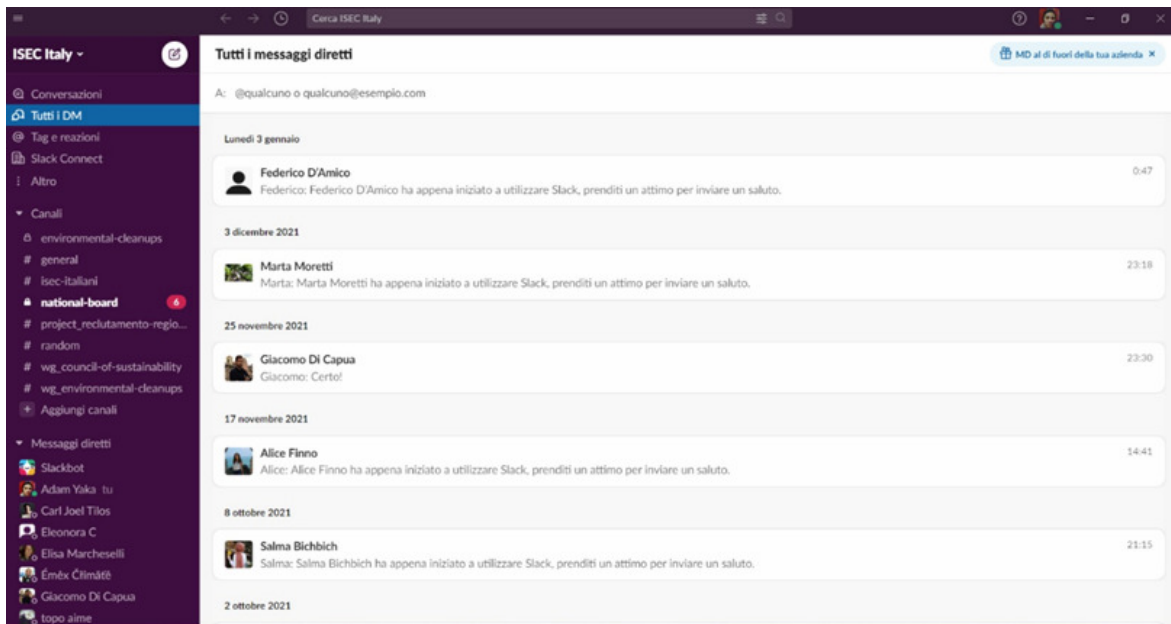 Cerca ISEC Italy
ISEC Italy
Conversazioni
Tutti i DM
Tag e reazioni
Slack Connect
Altro
Canali
environmental-cleanups
# general
# isec-italiani
national-board 6
# project_reclutamento-regio...
# random
# wg_council-of-sustainability
# wg_environmental-cleanups
+ Aggiungi canali
Messaggi diretti
Slackbot
Adam Yaka tu
Carl Joel Tilos
Eleonora C
Elisa Marcheselli
Éměx Čľimâťě
Giacomo Di Capua
topo aime
Tutti i messaggi diretti
MD al di fuori della tua azienda ×
A: @qualcuno o qualcuno@esempio.com
Lunedì 3 gennaio
Federico D'Amico 0:47
Federico: Federico D'Amico ha appena iniziato a utilizzare Slack, prenditi un attimo per inviare un saluto.
3 dicembre 2021
Marta Moretti 23:18
Marta: Marta Moretti ha appena iniziato a utilizzare Slack, prenditi un attimo per inviare un saluto.
25 novembre 2021
Giacomo Di Capua 23:30
Giacomo: Certo!
17 novembre 2021
Alice Finno 14:41
Alice: Alice Finno ha appena iniziato a utilizzare Slack, prenditi un attimo per inviare un saluto.
8 ottobre 2021
Salma Bichbich 21:15
Salma: Salma Bichbich ha appena iniziato a utilizzare Slack, prenditi un attimo per inviare un saluto.
2 ottobre 2021